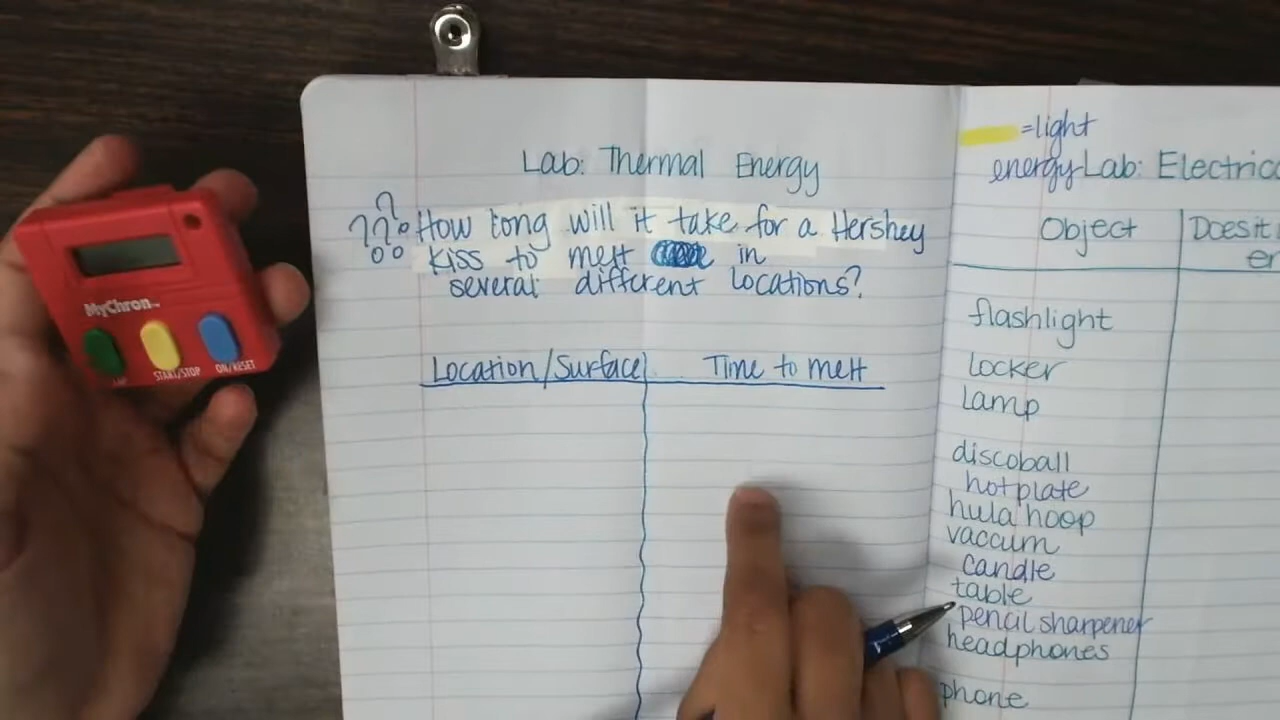 MyChron
START/STOP
ON/RESET
Lab: Thermal Energy
??? How long will it take for a Hershey
Kiss to melt in
several different locations?
Location/Surface Time to melt
=light
energy Lab: Electric
Object Does it
er
flashlight
locker
Lamp
discoball
hotplate
hula hoop
vaccum
candle
table
pencil sharpener
headphones
phone